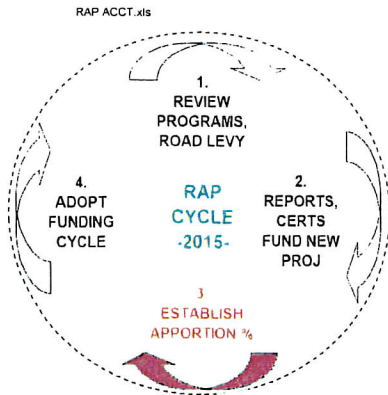 RAP ACCT.xls
1.
REVIEW
PROGRAMS,
ROAD LEVY
2.
REPORTS,
CERTS
FUND NEW
PROJ
3
ESTABLISH
APPORTION %
4.
ADOPT
FUNDING
CYCLE
RAP
CYCLE
-2015-